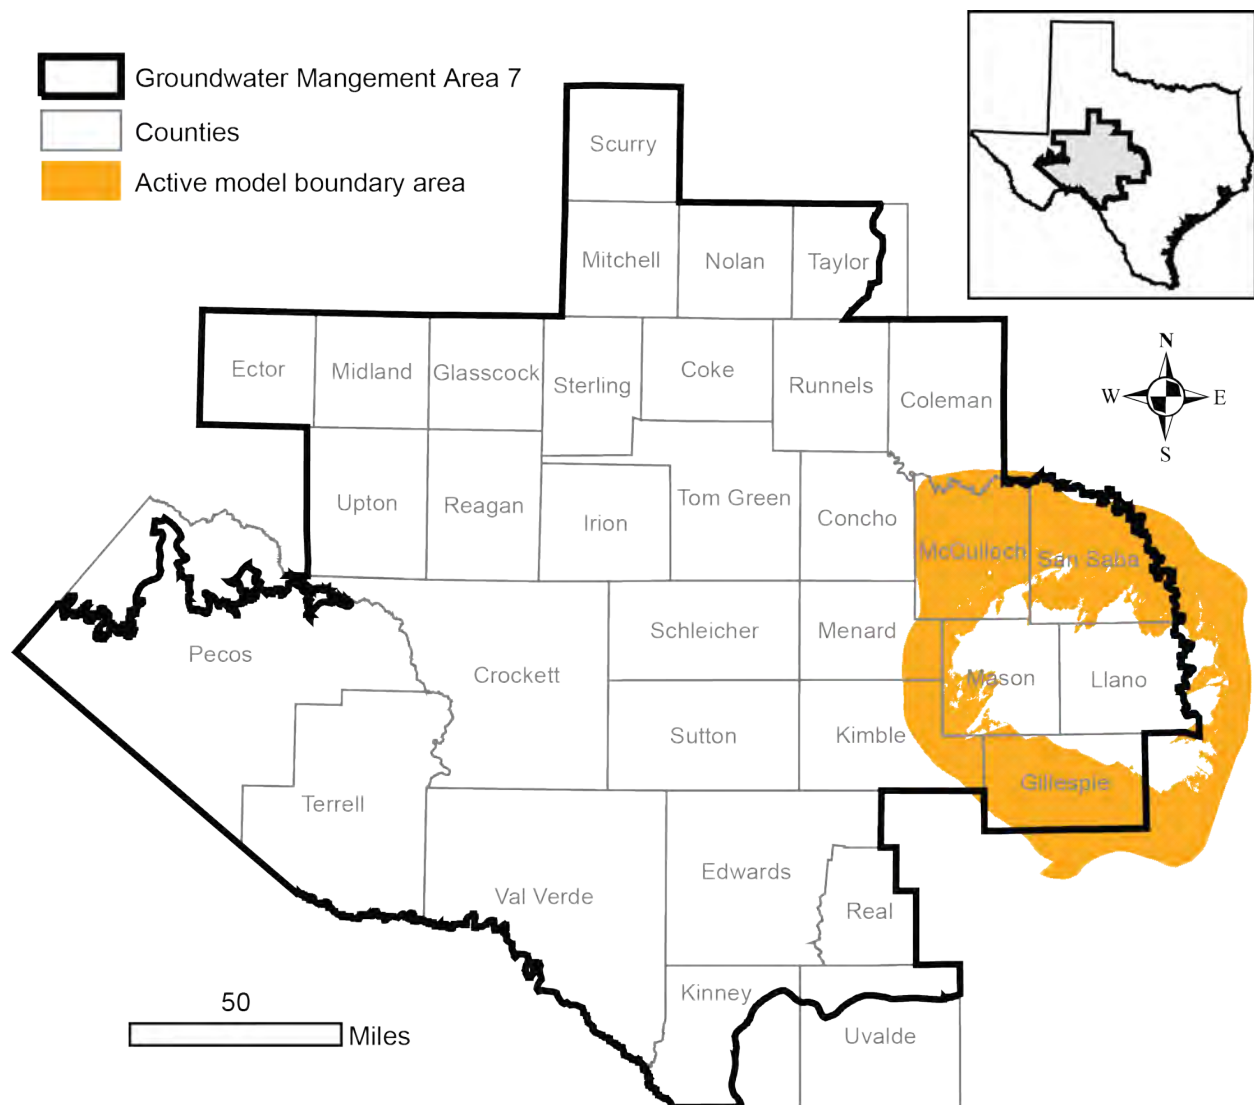 Groundwater Mangement Area 7
Counties
Active model boundary area
Scurry
Mitchell
Nolan
Taylor
N
W
E
S
Ector
Midland
Glasscock
Sterling
Coke
Runnels
Coleman
Upton
Reagan
Irion
Tom Green
Concho
McCulloch
San Saba
Pecos
Crockett
Schleicher
Menard
Mason
Llano
Sutton
Kimble
Gillespie
Terrell
Val Verde
Edwards
Real
Kinney
Uvalde
50
Miles